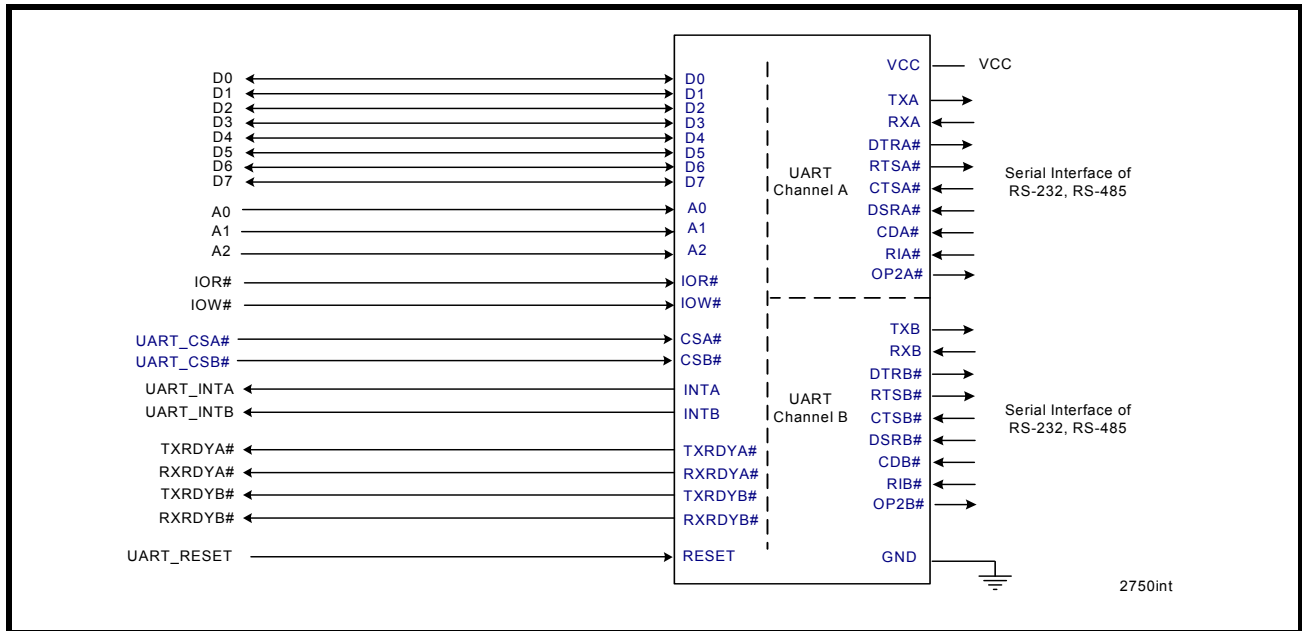 D0
D1
D2
D3
D4
D5
D6
D7
A0
A1
A2
IOR#
IOW#
UART_CSA#
UART_CSB#
UART_INTA
UART_INTB
TXRDYA#
RXRDYA#
TXRDYB#
RXRDYB#
UART_RESET
D0
D1
D2
D3
D4
D5
D6
D7
A0
A1
A2
IOR#
IOW#
CSA#
CSB#
INTA
INTB
TXRDYA#
RXRDYA#
TXRDYB#
RXRDYB#
RESET
UART
Channel A
UART
Channel B
VCC
TXA
RXA
DTRA#
RTSA#
CTSA#
DSRA#
CDA#
RIA#
OP2A#
TXB
RXB
DTRB#
RTSB#
CTSB#
DSRB#
CDB#
RIB#
OP2B#
GND
VCC
Serial Interface of
RS-232, RS-485
Serial Interface of
RS-232, RS-485
2750int